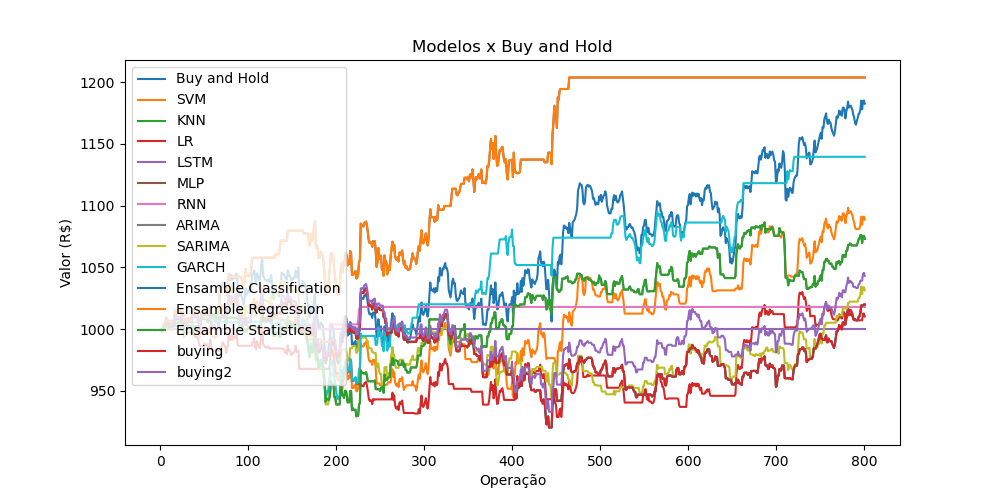 Modelos x Buy and Hold
Valor (R$)
1200
1150
1100
1050
1000
950
Buy and Hold
SVM
KNN
LR
LSTM
MLP
RNN
ARIMA
SARIMA
GARCH
Ensamble Classification
Ensamble Regression
Ensamble Statistics
buying
buying2
0 100 200 300 400 500 600 700 800
Operação